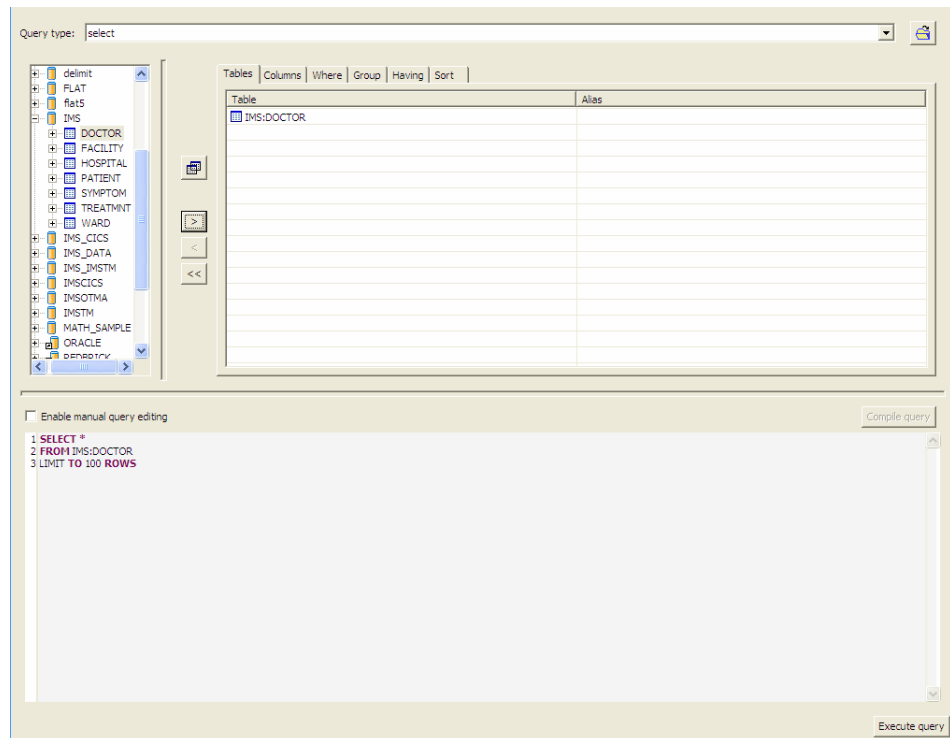 Query type: select
delimit
FLAT
flat5
IMS
DOCTOR
FACILITY
HOSPITAL
PATIENT
SYMPTOM
TREATMNT
WARD
IMS_CICS
IMS_DATA
IMS_IMSTM
IMSCICS
IMSOTMA
IMSTM
MATH_SAMPLE
ORACLE
REDBRICK
>
<
<<
Tables Columns Where Group Having Sort
Table Alias
IMS:DOCTOR
Enable manual query editing
Compile query
1 SELECT *
2 FROM IMS:DOCTOR
3 LIMIT TO 100 ROWS
Execute query